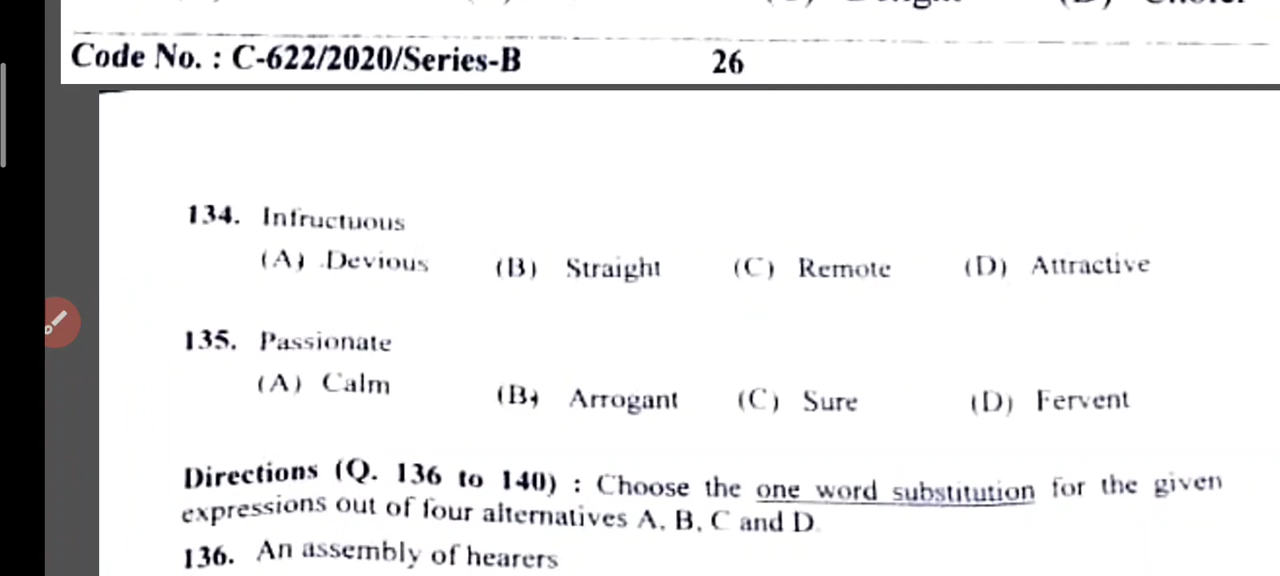 Code No. : C-622/2020/Series-B 26
134. Infructuous
(A) Devious (B) Straight (C) Remote (D) Attractive
135. Passionate
(A) Calm (B) Arrogant (C) Sure (D) Fervent
Directions (Q. 136 to 140) : Choose the one word substitution for the given
expressions out of four alternatives A, B, C and D.
136. An assembly of hearers